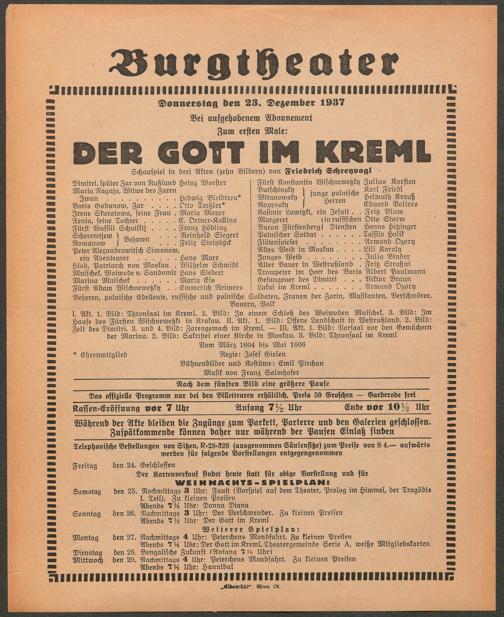 Burgtheater
Donnerstag den 23. Dezember 1937
Bei aufgehobenem Abonnement
Zum ersten Male:
DER GOTT IM KREML
Schauspiel in drei Akten (zehn Bildern) von Friedrich Schreyvogl
Dimitri, später Zar von Rußland Heinz Woester
Maria Nagaja, Witwe des Zaren
Iwan . . . Hedwig Bleibtreu*
Boris Godunow, Zar . . . Otto Treßler*
Irene Skuratowa, seine Frau . Maria Mayer
Xenia, seine Tochter . . . E. Ortner-Kallina
Fürst Wassili Schuiskij . . . Franz Höbling
Scheremetjew } Bojaren . . . Reinhold Siegert
Romanow . . . Felix Steinböck
Peter Alexandrowitsch Simonow,
ein Abenteurer . . . Hans Marr
Hiob, Patriarch von Moskau . Wilhelm Schmidt
Mnischek, Woiwode v. Sandomir Hans Siebert
Marina Mnischek . . . Maria Eis
Fürst Adam Wischnewezky . . Emmerich Reimers
Fürst Konstantin Wischnewezky Julius Karsten
Butschinsky } junge polnische Herren Karl Friedl
Witanowsky Helmuth Krauß
Rogynsky Eduard Volters
Kasimir Lawitzki, ein Jesuit . . Fritz Blum
Margeret } in russischen Diensten Otto Storm
Baron Fürstenberg Hanns Hitzinger
Polnischer Soldat . . . Tassilo Holik
Flötenspieler . . . Armand Ozory
Altes Weib in Moskau . . . Lili Karoly
Junges Weib . . . Julia Binder
Alter Bauer in Westrußland . . Fritz Straßni
Trompeter im Heer des Boris Albert Paulmann
Gefangener des Dimitri . . . Viktor Braun
Lakai im Kreml . . . Armand Ozory
Bojaren, polnische Edelleute, russische und polnische Soldaten, Frauen der Zarin, Musikanten, Verschwörer,
Bauern, Volk
I. Akt. 1. Bild: Thronsaal im Kreml. 2. Bild: In einem Schloß des Woiwoden Mnischek. 3. Bild: Im
Hause des Fürsten Wischnewezki in Krakau. II. Akt. 1. Bild: Offene Landschaft in Westrußland. 2. Bild:
Zelt des Dimitri. 3. und 4. Bild: Zarengemach im Kreml. — III. Akt. 1. Bild: Vorsaal vor den Gemächern
der Marina. 2. Bild: Sakristei einer Kirche in Moskau. 3. Bild: Thronsaal im Kreml
Vom März 1604 bis Mai 1606
* Ehrenmitglied
Regie: Josef Gielen
Bühnenbilder und Kostüme: Emil Pirchan
Musik von Franz Salmhofer
Nach dem fünften Bild eine größere Pause
Das offizielle Programm nur bei den Billetteuren erhältlich. Preis 50 Groschen — Garderobe frei
Kassen-Eröffnung vor 7 Uhr Anfang 7½ Uhr Ende vor 10½ Uhr
Während der Akte bleiben die Zugänge zum Parkett, Parterre und den Galerien geschlossen.
Zuspätkommende können daher nur während der Pausen Einlaß finden
Telephonische Bestellungen von Sitzen, R-28-320 (ausgenommen Säulensitze) zum Preise von S 4.— aufwärts
werden für folgende Vorstellungen entgegengenommen
Freitag den 24. Geschlossen
Der Kartenverkauf findet heute statt für obige Vorstellung und für
WEIHNACHTS-SPIELPLAN:
Samstag den 25. Nachmittags 3 Uhr: Faust (Vorspiel auf dem Theater, Prolog im Himmel, der Tragödie
I. Teil). Zu kleinen Preisen
Abends 7½ Uhr: Donna Diana
Sonntag den 26. Nachmittags 3 Uhr: Der Verschwender. Zu kleinen Preisen
Abends 7½ Uhr: Der Gott im Kreml
Weiterer Spielplan:
Montag den 27. Nachmittags 4 Uhr: Peterchens Mondfahrt. Zu kleinen Preisen
Abends 7½ Uhr: Der Gott im Kreml. Theatergemeinde Serie A, weiße Mitgliedskarten
Dienstag den 28. Bengalische Zukunft (Anfang 7½ Uhr)
Mittwoch den 29. Nachmittags 4 Uhr: Peterchens Mondfahrt. Zu kleinen Preisen
Abends 7½ Uhr: Hannibal
„Elbemühl“, Wien IX.